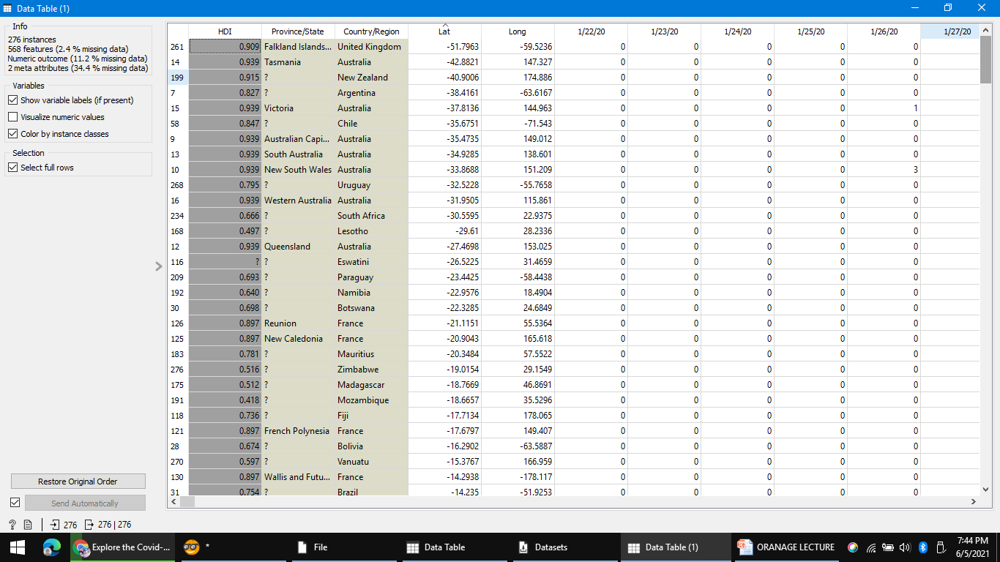 Data Table (1)
Info
276 instances
568 features (2.4 % missing data)
Numeric outcome (11.2 % missing data)
2 meta attributes (34.4 % missing data)
Variables
Show variable labels (if present)
Visualize numeric values
Color by instance classes
Selection
Select full rows
HDI Province/State Country/Region Lat Long 1/22/20 1/23/20 1/24/20 1/25/20 1/26/20 1/27/20
261 0.909 Falkland Islands... United Kingdom -51.7963 -59.5236 0 0 0 0 0
14 0.939 Tasmania Australia -42.8821 147.327 0 0 0 0 0
199 0.915 ? New Zealand -40.9006 174.886 0 0 0 0 0
7 0.827 ? Argentina -38.4161 -63.6167 0 0 0 0 0
15 0.939 Victoria Australia -37.8136 144.963 0 0 0 0 1
58 0.847 ? Chile -35.6751 -71.543 0 0 0 0 0
9 0.939 Australian Capi... Australia -35.4735 149.012 0 0 0 0 0
13 0.939 South Australia Australia -34.9285 138.601 0 0 0 0 0
10 0.939 New South Wales Australia -33.8688 151.209 0 0 0 0 3
268 0.795 ? Uruguay -32.5228 -55.7658 0 0 0 0 0
16 0.939 Western Australia Australia -31.9505 115.861 0 0 0 0 0
234 0.666 ? South Africa -30.5595 22.9375 0 0 0 0 0
168 0.497 ? Lesotho -29.61 28.2336 0 0 0 0 0
12 0.939 Queensland Australia -27.4698 153.025 0 0 0 0 0
116 ? ? Eswatini -26.5225 31.4659 0 0 0 0 0
209 0.693 ? Paraguay -23.4425 -58.4438 0 0 0 0 0
192 0.640 ? Namibia -22.9576 18.4904 0 0 0 0 0
30 0.698 ? Botswana -22.3285 24.6849 0 0 0 0 0
126 0.897 Reunion France -21.1151 55.5364 0 0 0 0 0
125 0.897 New Caledonia France -20.9043 165.618 0 0 0 0 0
183 0.781 ? Mauritius -20.3484 57.5522 0 0 0 0 0
276 0.516 ? Zimbabwe -19.0154 29.1549 0 0 0 0 0
175 0.512 ? Madagascar -18.7669 46.8691 0 0 0 0 0
191 0.418 ? Mozambique -18.6657 35.5296 0 0 0 0 0
118 0.736 ? Fiji -17.7134 178.065 0 0 0 0 0
121 0.897 French Polynesia France -17.6797 149.407 0 0 0 0 0
28 0.674 ? Bolivia -16.2902 -63.5887 0 0 0 0 0
270 0.597 ? Vanuatu -15.3767 166.959 0 0 0 0 0
130 0.897 Wallis and Futu... France -14.2938 -178.117 0 0 0 0 0
31 0.754 ? Brazil -14.235 -51.9253 0 0 0 0 0
Restore Original Order
Send Automatically
? 276 276 | 276
Explore the Covid-... * File Data Table Datasets Data Table (1) ORANAGE LECTURE 7:44 PM
6/5/2021